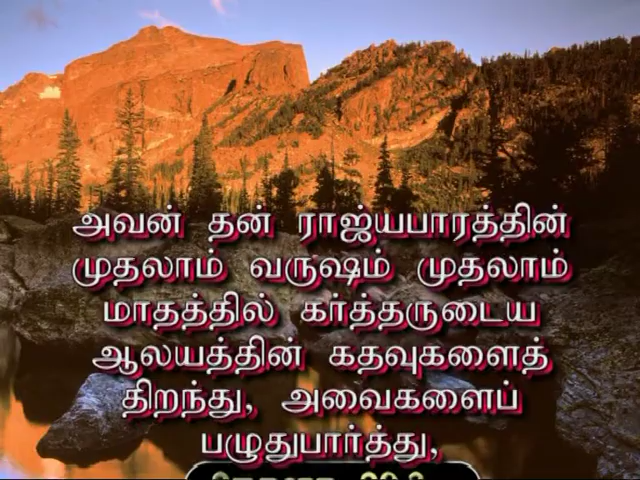 அவன் தன் ராஜ்யபாரத்தின்
முதலாம் வருஷம் முதலாம்
மாதத்தில் கர்த்தருடைய
ஆலயத்தின் கதவுகளைத்
திறந்து, அவைகளைப்
பழுதுபார்த்து,